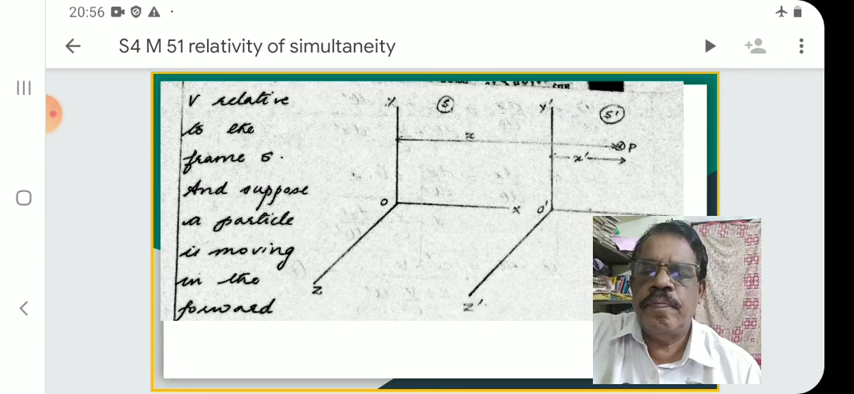 20:56
S4 M 51 relativity of simultaneity
V relative
to the
frame S.
And suppose
a particle
is moving
in the
forward
Y
S
Y'
S'
x
P
x'
O
X
O'
Z
Z'